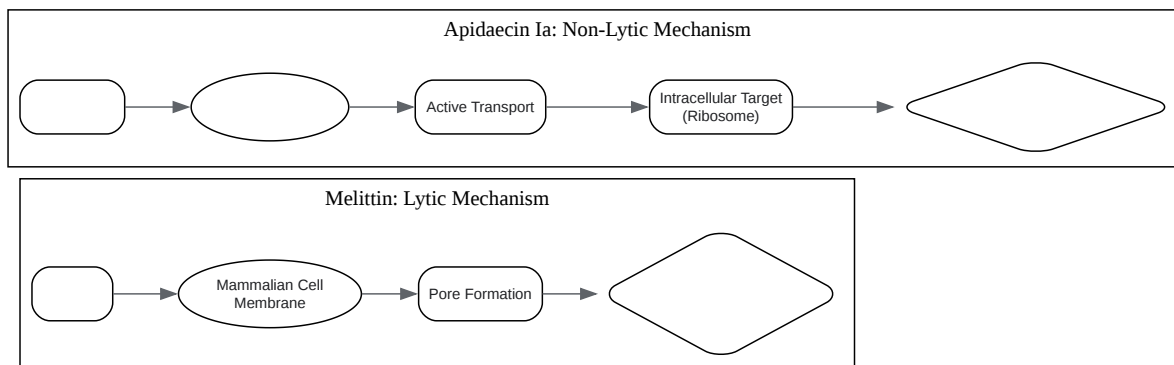 Apidaecin Ia: Non-Lytic Mechanism
Active Transport
Intracellular Target
(Ribosome)
Melittin: Lytic Mechanism
Mammalian Cell
Membrane
Pore Formation